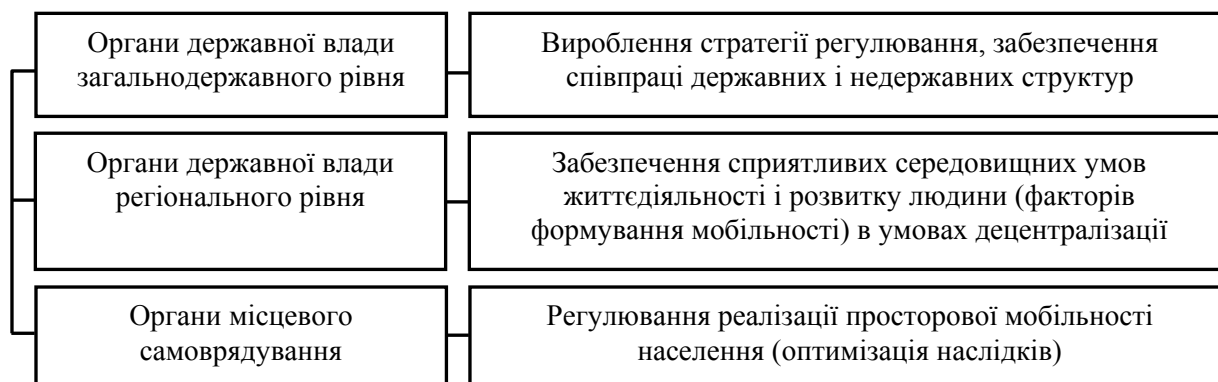 Органи державної влади
загальнодержавного рівня
Вироблення стратегії регулювання, забезпечення
співпраці державних і недержавних структур
Органи державної влади
регіонального рівня
Забезпечення сприятливих середовищних умов
життєдіяльності і розвитку людини (факторів
формування мобільності) в умовах децентралізації
Органи місцевого
самоврядування
Регулювання реалізації просторової мобільності
населення (оптимізація наслідків)